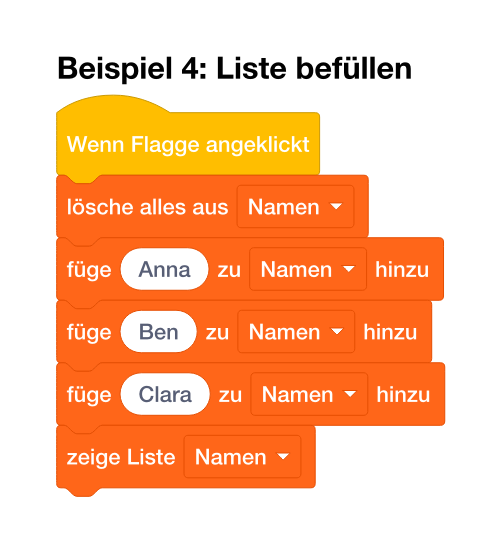 Beispiel 4: Liste befüllen
Wenn Flagge angeklickt
lösche alles aus Namen
füge Anna zu Namen hinzu
füge Ben zu Namen hinzu
füge Clara zu Namen hinzu
zeige Liste Namen